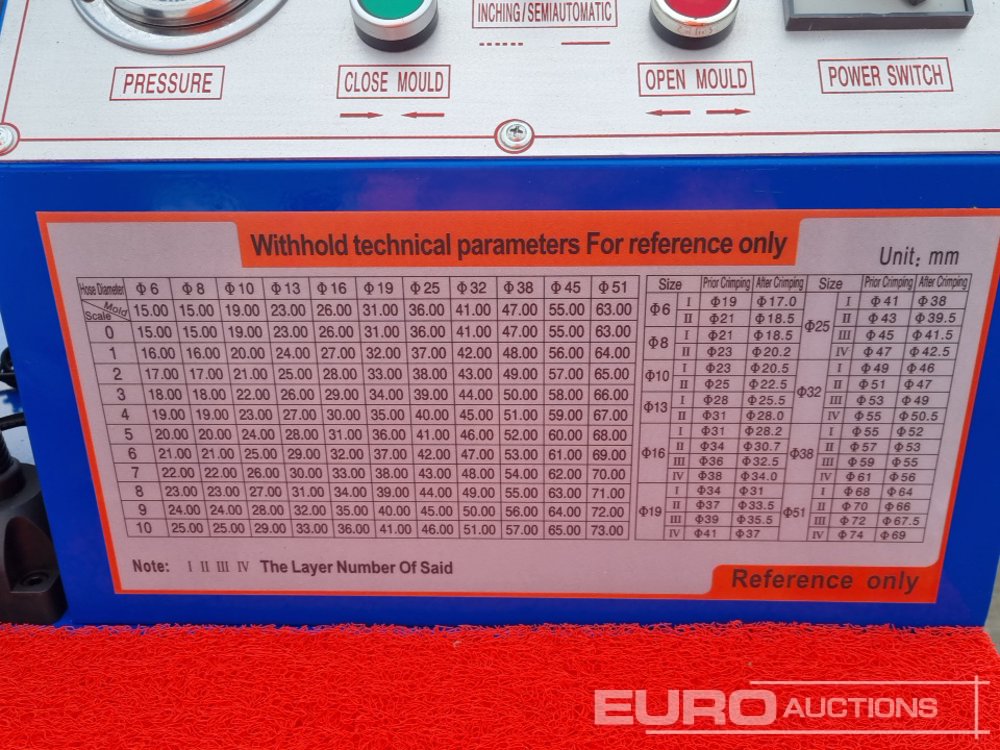 INCHING/SEMIAUTOMATIC
PRESSURE
CLOSE MOULD
OPEN MOULD
POWER SWITCH
Withhold technical parameters For reference only
Unit: mm
Hose Diameter Φ6 Φ8 Φ10 Φ13 Φ16 Φ19 Φ25 Φ32 Φ38 Φ45 Φ51
Mold Scale 15.00 15.00 19.00 23.00 26.00 31.00 36.00 41.00 47.00 55.00 63.00
0 15.00 15.00 19.00 23.00 26.00 31.00 36.00 41.00 47.00 55.00 63.00
1 16.00 16.00 20.00 24.00 27.00 32.00 37.00 42.00 48.00 56.00 64.00
2 17.00 17.00 21.00 25.00 28.00 33.00 38.00 43.00 49.00 57.00 65.00
3 18.00 18.00 22.00 26.00 29.00 34.00 39.00 44.00 50.00 58.00 66.00
4 19.00 19.00 23.00 27.00 30.00 35.00 40.00 45.00 51.00 59.00 67.00
5 20.00 20.00 24.00 28.00 31.00 36.00 41.00 46.00 52.00 60.00 68.00
6 21.00 21.00 25.00 29.00 32.00 37.00 42.00 47.00 53.00 61.00 69.00
7 22.00 22.00 26.00 30.00 33.00 38.00 43.00 48.00 54.00 62.00 70.00
8 23.00 23.00 27.00 31.00 34.00 39.00 44.00 49.00 55.00 63.00 71.00
9 24.00 24.00 28.00 32.00 35.00 40.00 45.00 50.00 56.00 64.00 72.00
10 25.00 25.00 29.00 33.00 36.00 41.00 46.00 51.00 57.00 65.00 73.00
Size Prior Crimping After Crimping Size Prior Crimping After Crimping
Φ6 I Φ19 Φ17.0 Φ25 I Φ41 Φ38
II Φ21 Φ18.5 II Φ43 Φ39.5
Φ8 I Φ21 Φ18.5 III Φ45 Φ41.5
II Φ23 Φ20.2 IV Φ47 Φ42.5
Φ10 I Φ23 Φ20.5 Φ32 I Φ49 Φ46
II Φ25 Φ22.5 II Φ51 Φ47
Φ13 I Φ28 Φ25.5 III Φ53 Φ49
II Φ31 Φ28.0 IV Φ55 Φ50.5
Φ16 I Φ31 Φ28.2 Φ38 I Φ55 Φ52
II Φ34 Φ30.7 II Φ57 Φ53
III Φ36 Φ32.5 III Φ59 Φ55
IV Φ38 Φ34.0 IV Φ61 Φ56
Φ19 I Φ34 Φ31 Φ51 I Φ68 Φ64
II Φ37 Φ33.5 II Φ70 Φ66
III Φ39 Φ35.5 III Φ72 Φ67.5
IV Φ41 Φ37 IV Φ74 Φ69
Note: I II III IV The Layer Number Of Said
Reference only
EURO AUCTIONS